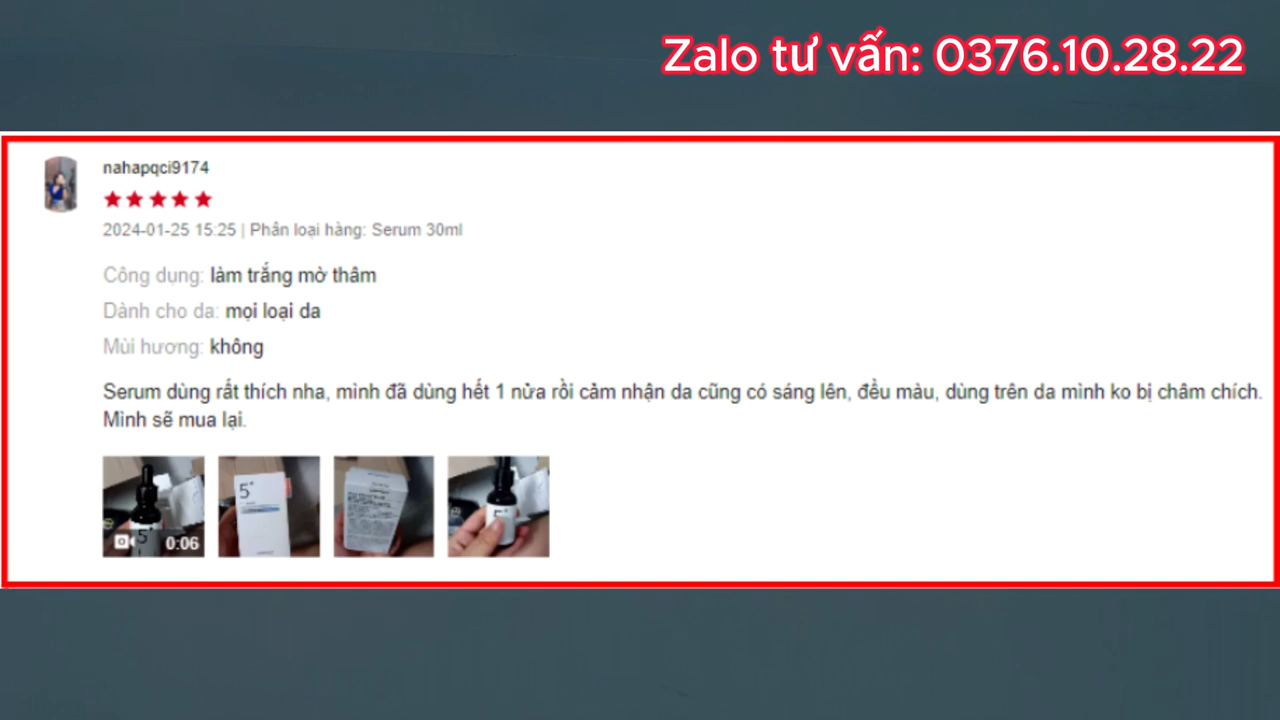 Zalo tư vấn: 0376.10.28.22
nahapqci9174
2024-01-25 15:25 | Phân loại hàng: Serum 30ml
Công dụng: làm trắng mờ thâm
Dành cho da: mọi loại da
Mùi hương: không
Serum dùng rất thích nha, mình đã dùng hết 1 nửa rồi cảm nhận da cũng có sáng lên, đều màu, dùng trên da mình ko bị châm chích.
Mình sẽ mua lại.
5
0:06
5+
5